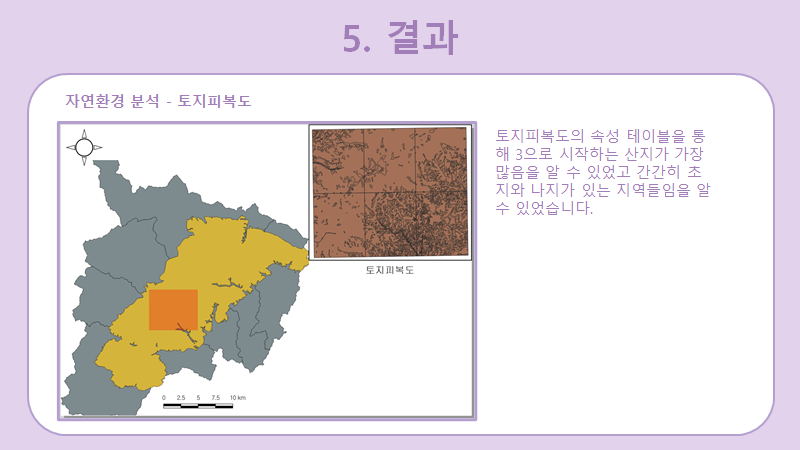 5. 결과
자연환경 분석 - 토지피복도
토지피복도의 속성 테이블을 통
해 3으로 시작하는 산지가 가장
많음을 알 수 있었고 간간히 초
지와 나지가 있는 지역들임을 알
수 있었습니다.
토지피복도
0 2.5 5 7.5 10 km